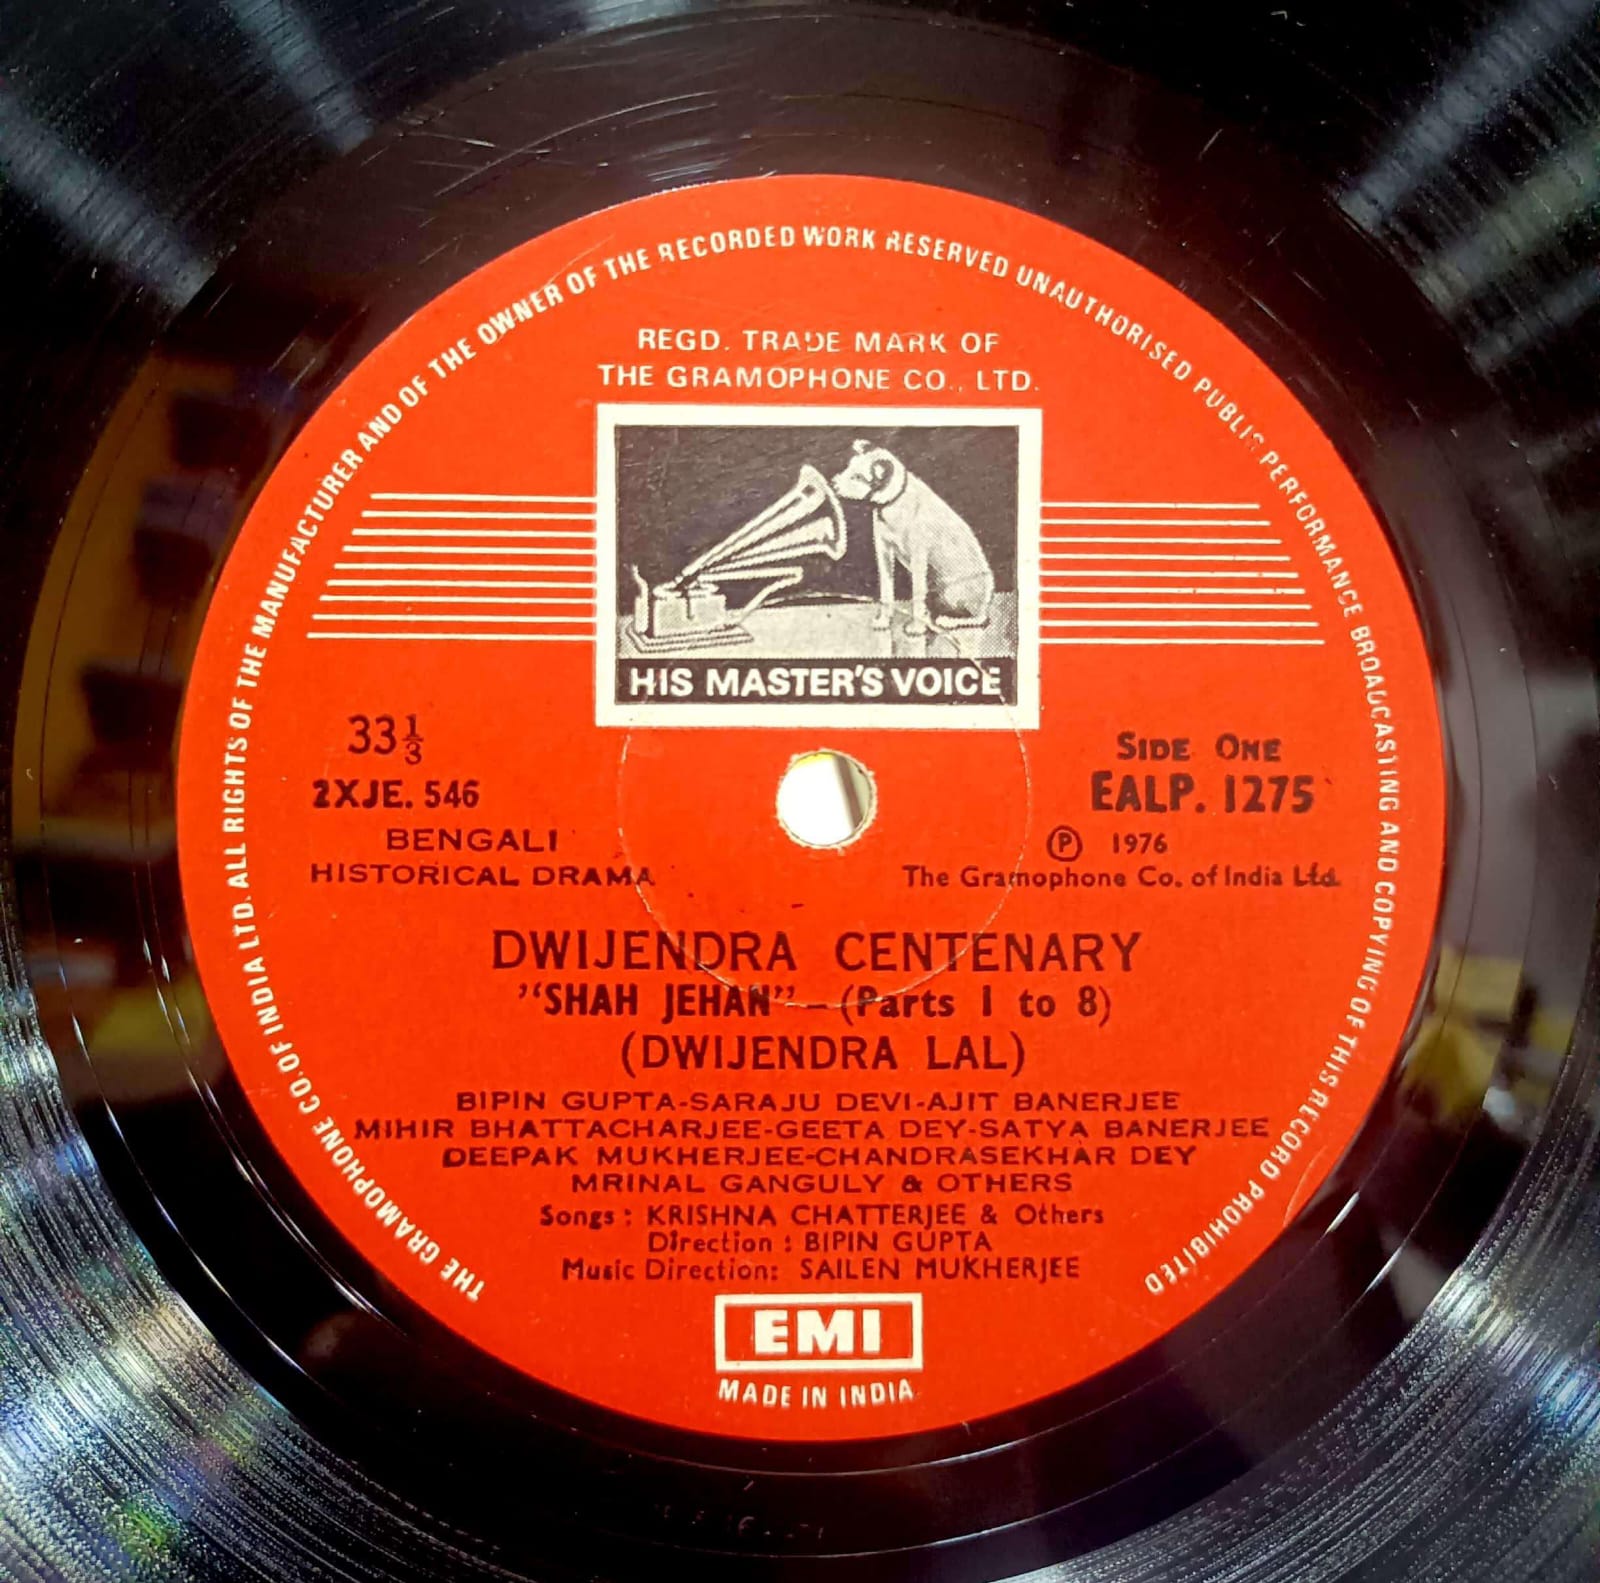 THE GRAMOPHONE CO. OF INDIA LTD. ALL RIGHTS OF THE MANUFACTURER AND OF THE OWNER OF THE RECORDED WORK RESERVED UNAUTHORISED PUBLIC PERFORMANCE BROADCASTING AND COPYING OF THIS RECORD PROHIBITED
REGD. TRADE MARK OF
THE GRAMOPHONE CO., LTD.
HIS MASTER'S VOICE
33⅓
2XJE. 546
BENGALI
HISTORICAL DRAMA
SIDE ONE
EALP. 1275
Ⓟ 1976
The Gramophone Co. of India Ltd.
DWIJENDRA CENTENARY
"SHAH JEHAN" – (Parts 1 to 8)
(DWIJENDRA LAL)
BIPIN GUPTA-SARAJU DEVI-AJIT BANERJEE
MIHIR BHATTACHARJEE-GEETA DEY-SATYA BANERJEE
DEEPAK MUKHERJEE-CHANDRASEKHAR DEY
MRINAL GANGULY & OTHERS
Songs: KRISHNA CHATTERJEE & Others
Direction: BIPIN GUPTA
Music Direction: SAILEN MUKHERJEE
EMI
MADE IN INDIA